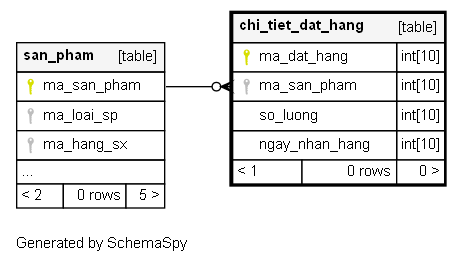 san_pham [table]
ma_san_pham
ma_loai_sp
ma_hang_sx
...
< 2 0 rows 5 >
chi_tiet_dat_hang [table]
ma_dat_hang int[10]
ma_san_pham int[10]
so_luong int[10]
ngay_nhan_hang int[10]
< 1 0 rows 0 >
Generated by SchemaSpy